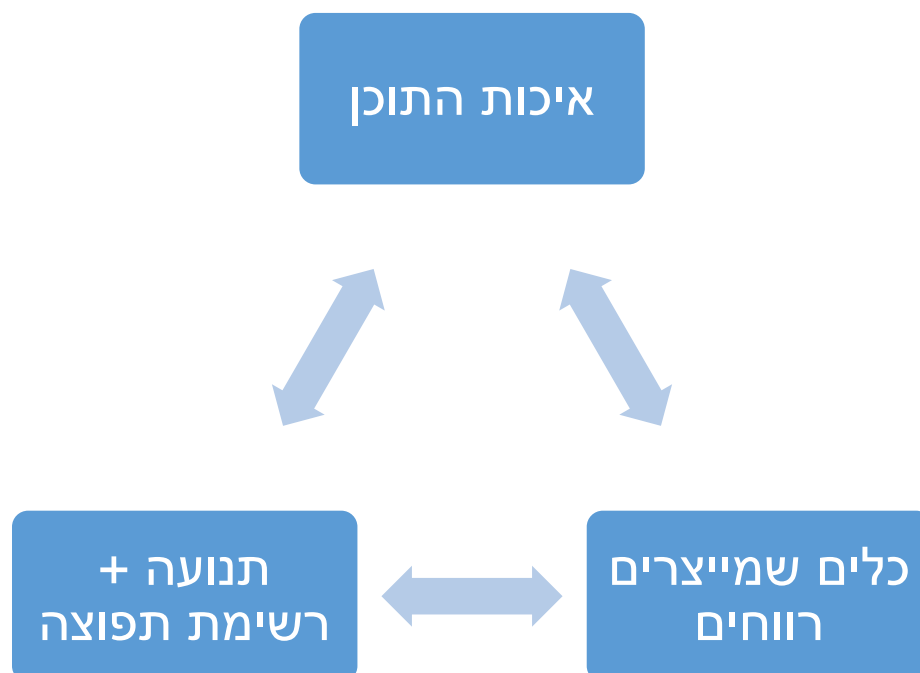 איכות התוכן
כלים שמייצרים
רווחים
תנועה +
רשימת תפוצה